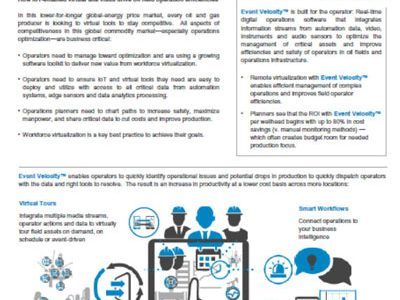 In this lower-for-longer global-energy price market, every oil and gas
producer is looking to virtual tools to stay competitive. All aspects of
competitiveness in this global commodity market—especially operations
optimization—are business critical:
• Operators need to manage toward optimization and are using a growing
software toolkit to deliver new value from workforce virtualization.
• Operators need to ensure IoT and virtual tools they need are easy to
deploy and utilize with access to all critical data from automation
systems, edge sensors and data analytics processing.
• Operations planners need to chart paths to increase safety, maximize
manpower, and share critical data to cut costs and improve production.
• Workforce virtualization is a key best practice to achieve their goals.
Event Velocity™ is built for the operator: Real-time
digital operations software that integrates
information streams from automation data, video,
instruments and audio sensors to optimize the
management of critical assets and improve
efficiencies and safety of operators in oil fields and
operations infrastructure.
• Remote virtualization with Event Velocity™
enables efficient management of complex
operations and improves field operator
efficiencies.
• Planners see that the ROI with Event Velocity™
per wellhead begins with up to 80% in cost
savings (v. manual monitoring methods) —
which often creates budget room for needed
production focus.
Event Velocity™ enables operators to quickly identify operational issues and potential drops in production to quickly dispatch operators
with the data and right tools to resolve. The result is an increase in productivity at a lower cost basis across more locations:
Virtual Tours
Integrate multiple media streams,
operator actions and data to virtually
tour field assets on demand, on
schedule or event-driven
Smart Workflows
Connect operations to
your business
intelligence